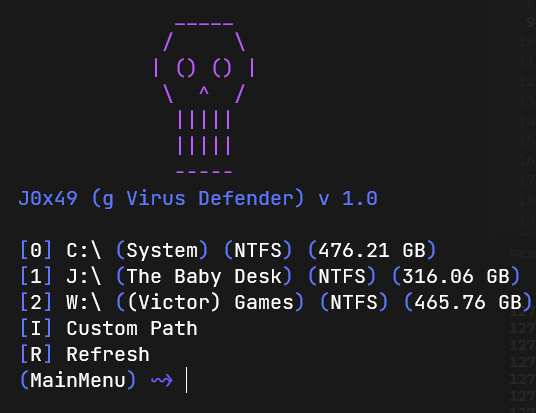 J0x49 (g Virus Defender) v 1.0
[0] C:\ (System) (NTFS) (476.21 GB)
[1] J:\ (The Baby Desk) (NTFS) (316.06 GB)
[2] W:\ ((Victor) Games) (NTFS) (465.76 GB)
[I] Custom Path
[R] Refresh
(MainMenu) ⇝